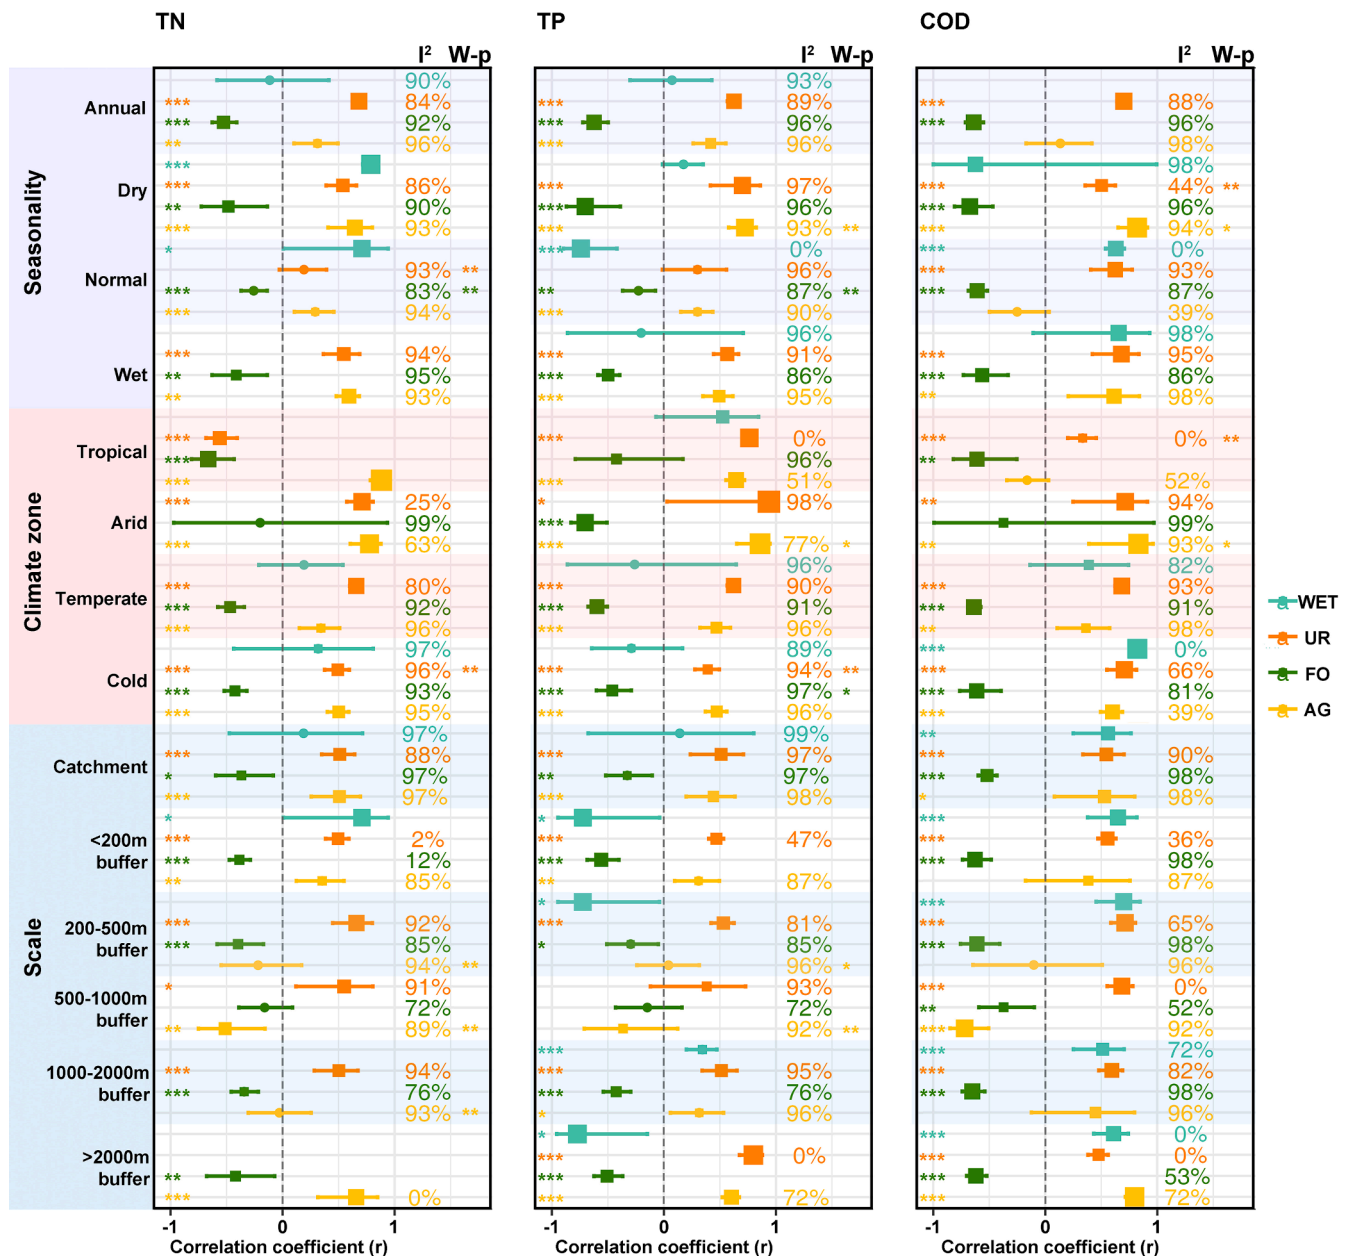 TN TP COD
I² W-p I² W-p I² W-p
Seasonality
90% 93%
Annual *** 84% *** 89% *** 88%
*** 92% *** 96% *** 96%
** 96% *** 96% 98%
*** 98%
Dry *** 86% *** 97% *** 44% **
** 90% *** 96% *** 96%
*** 93% *** 93% ** *** 94% *
* *** 0% *** 0%
Normal 93% ** 96% *** 93%
*** 83% ** ** 87% ** *** 87%
*** 94% *** 90% 39%
96% 98%
Wet *** 94% *** 91% *** 95%
** 95% *** 86% *** 86%
** 93% *** 95% ** 98%
Climate zone
Tropical *** *** 0% *** 0% **
*** 96% **
*** *** 51% 52%
Arid *** 25% * 98% ** 94%
99% *** 99%
*** 63% *** 77% * ** 93% *
96% 82%
Temperate *** 80% *** 90% *** 93%
*** 92% *** 91% *** 91%
*** 96% *** 96% ** 98%
97% 89% *** 0%
Cold *** 96% ** *** 94% ** *** 66%
*** 93% *** 97% * *** 81%
*** 95% *** 96% *** 39%
Scale
97% 99% **
Catchment *** 88% *** 97% *** 90%
* 97% ** 97% *** 98%
*** 97% *** 98% * 98%
* * ***
<200m buffer *** 2% *** 47% *** 36%
*** 12% *** *** 98%
** 85% ** 87% 87%
* ***
200-500m buffer *** 92% *** 81% *** 65%
*** 85% * 85% *** 98%
94% ** 96% * 96%
500-1000m buffer * 91% 93% *** 0%
72% 72% ** 52%
** 89% ** 92% ** *** 92%
*** *** 72%
1000-2000m buffer *** 94% *** 95% *** 82%
*** 76% *** 76% *** 98%
93% ** * 96% 96%
* *** 0%
>2000m buffer *** 0% *** 0%
** *** *** 53%
*** 0% *** 72% *** 72%
-1 0 1 -1 0 1 -1 0 1
Correlation coefficient (r) Correlation coefficient (r) Correlation coefficient (r)
a WET
a UR
a FO
a AG